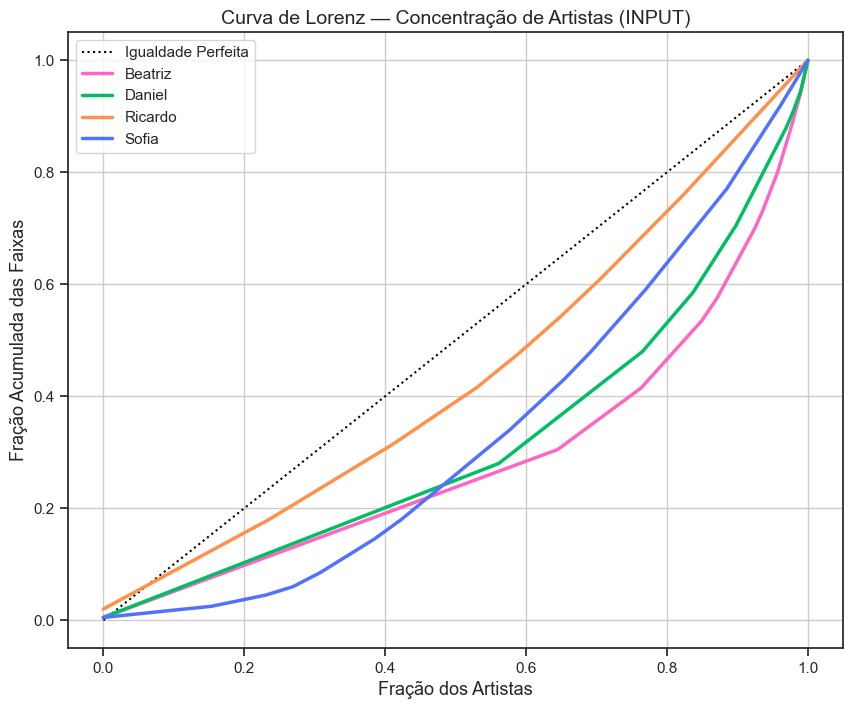 Curva de Lorenz — Concentração de Artistas (INPUT)
Igualdade Perfeita
Beatriz
Daniel
Ricardo
Sofia
Fração Acumulada das Faixas
1.0
0.8
0.6
0.4
0.2
0.0
0.0 0.2 0.4 0.6 0.8 1.0
Fração dos Artistas